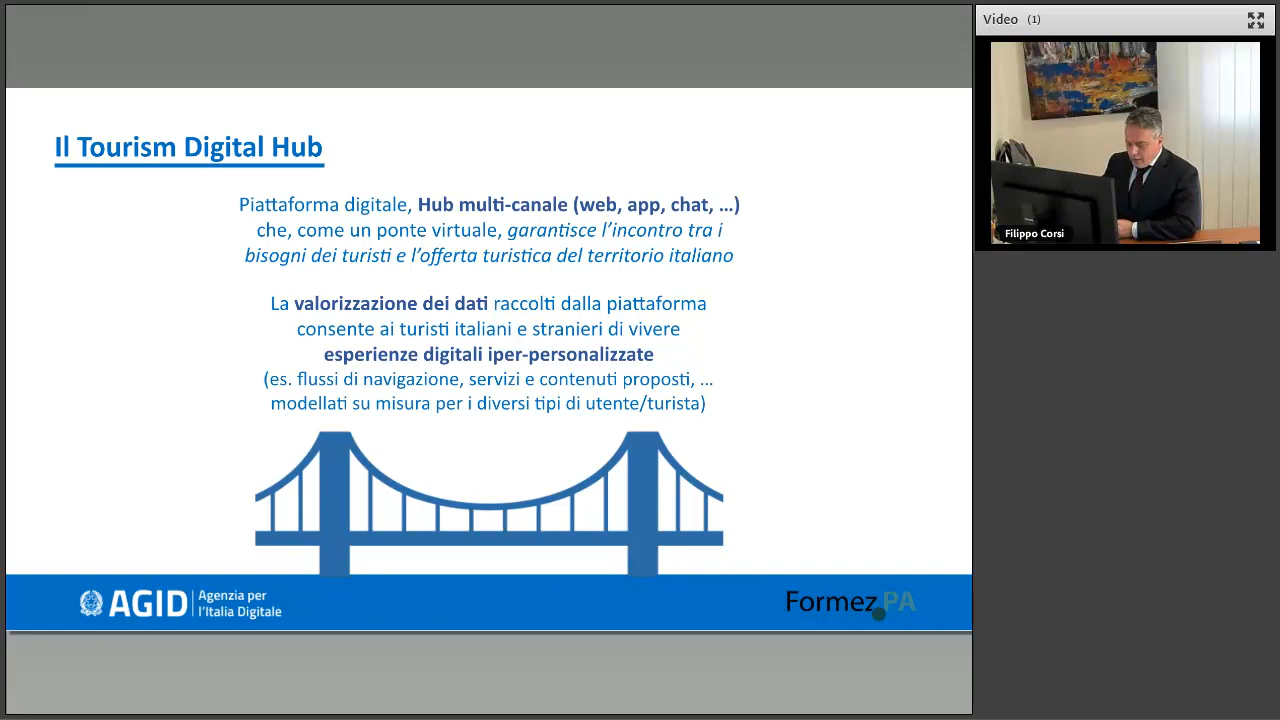 Video (1)
Filippo Corsi
Il Tourism Digital Hub
Piattaforma digitale, Hub multi-canale (web, app, chat, …)
che, come un ponte virtuale, garantisce l’incontro tra i
bisogni dei turisti e l’offerta turistica del territorio italiano
La valorizzazione dei dati raccolti dalla piattaforma
consente ai turisti italiani e stranieri di vivere
esperienze digitali iper-personalizzate
(es. flussi di navigazione, servizi e contenuti proposti, …
modellati su misura per i diversi tipi di utente/turista)
AGID
Agenzia per
l’Italia Digitale
Formez PA